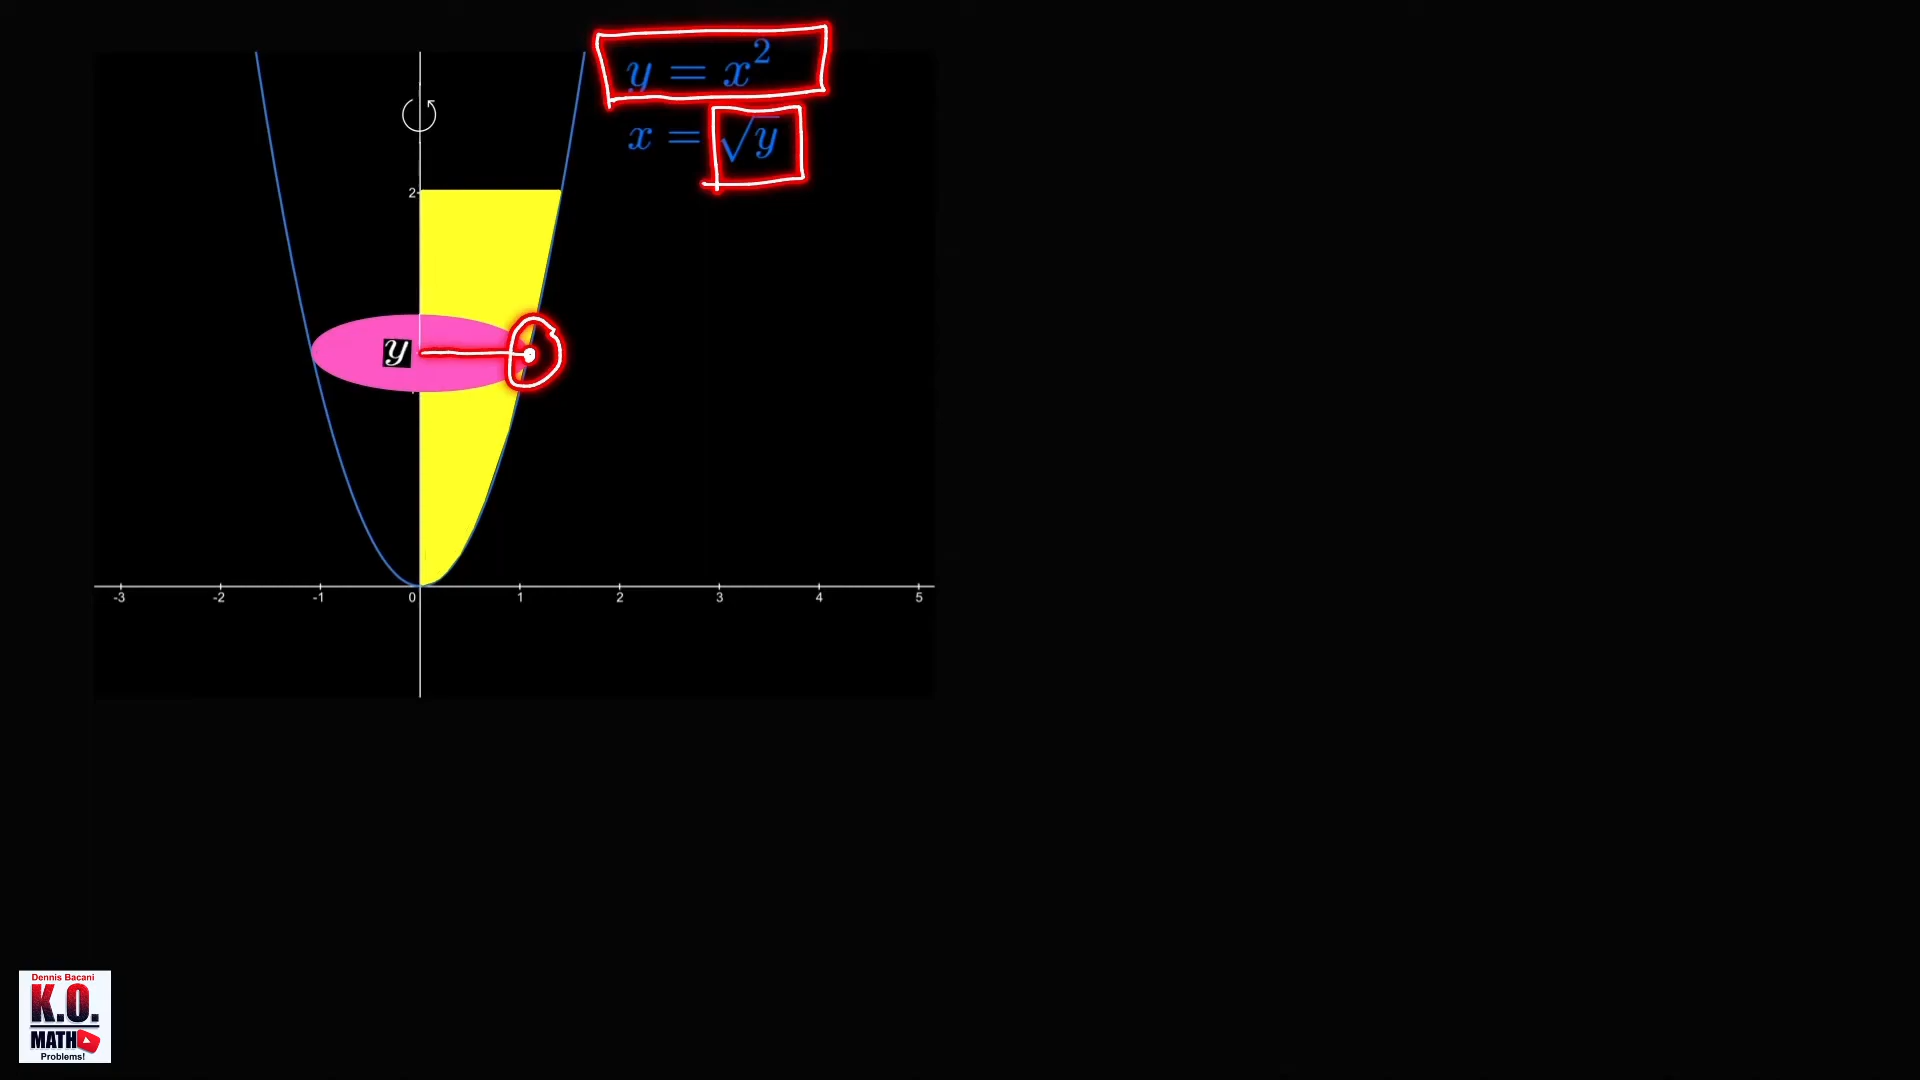 y = x²
x = √y
2
y
-3 -2 -1 0 1 2 3 4 5
Dennis Bacani
K.O.
MATH
Problems!